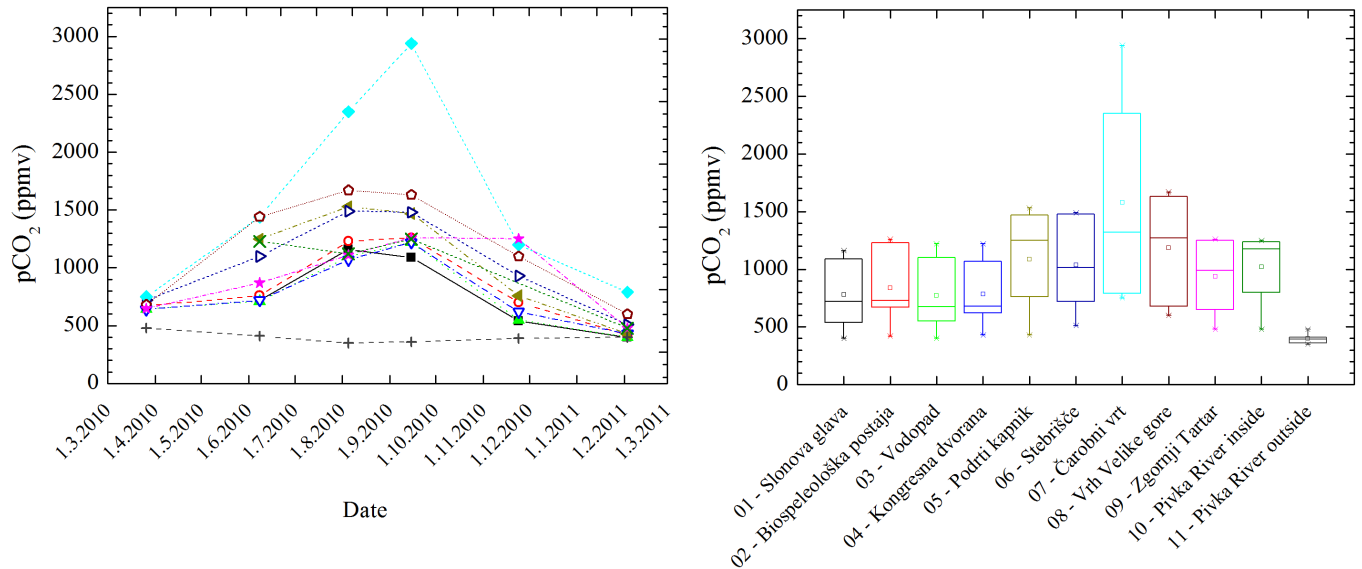 3000
2500
2000
1500
1000
500
0
pCO2 (ppmv)
1.3.2010
1.4.2010
1.5.2010
1.6.2010
1.7.2010
1.8.2010
1.9.2010
1.10.2010
1.11.2010
1.12.2010
1.1.2011
1.2.2011
1.3.2011
Date
3000
2500
2000
1500
1000
500
0
pCO2 (ppmv)
01 - Slonova glava
02 - Biospeleološka postaja
03 - Vodopad
04 - Kongresna dvorana
05 - Podrti kapnik
06 - Stebrišče
07 - Čarobni vrt
08 - Vrh Velike gore
09 - Zgornji Tartar
10 - Pivka River inside
11 - Pivka River outside